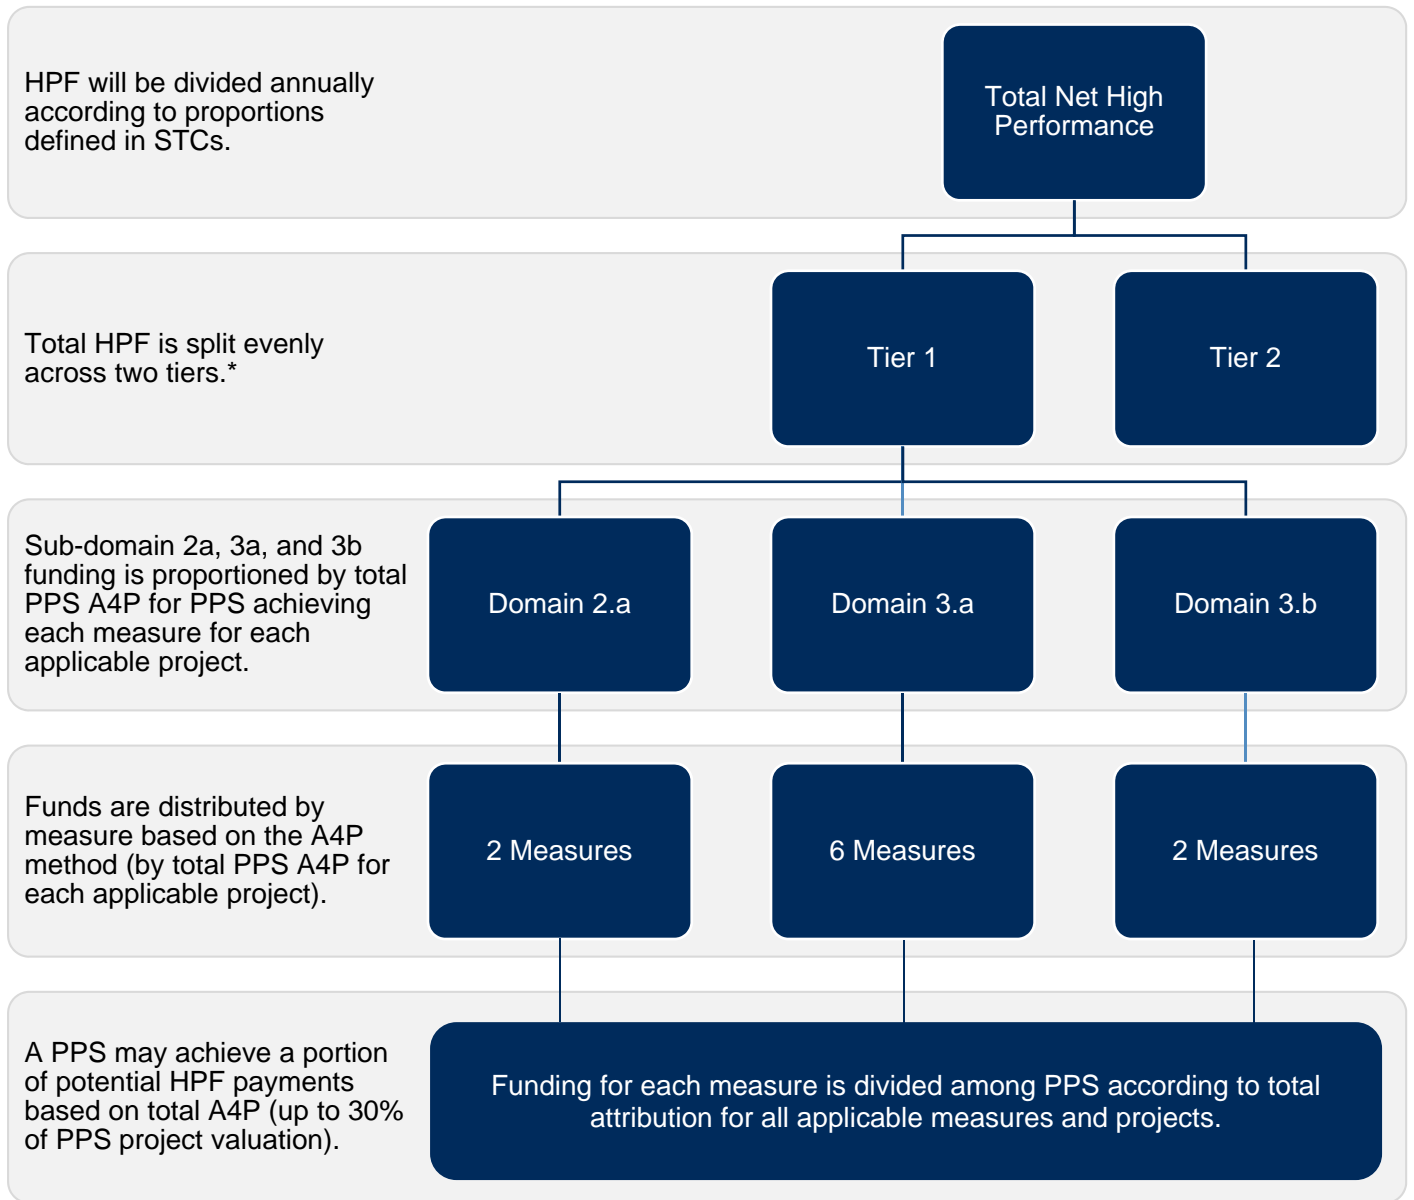 HPF will be divided annually
according to proportions
defined in STCs.
Total Net High
Performance
Total HPF is split evenly
across two tiers.*
Tier 1
Tier 2
Sub-domain 2a, 3a, and 3b
funding is proportioned by total
PPS A4P for PPS achieving
each measure for each
applicable project.
Domain 2.a
Domain 3.a
Domain 3.b
Funds are distributed by
measure based on the A4P
method (by total PPS A4P for
each applicable project).
2 Measures
6 Measures
2 Measures
A PPS may achieve a portion
of potential HPF payments
based on total A4P (up to 30%
of PPS project valuation).
Funding for each measure is divided among PPS according to total
attribution for all applicable measures and projects.